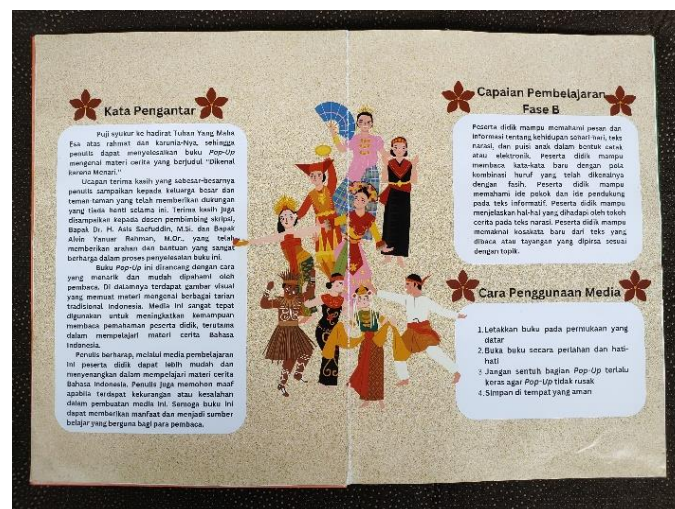 Kata Pengantar
Puji syukur ke hadirat Tuhan Yang Maha
Esa atas rahmat dan karunia-Nya, sehingga
penulis dapat menyelesaikan buku Pop-Up
mengenai materi cerita yang berjudul "Dikenal
karena Menari."
Ucapan terima kasih yang sebesar-besarnya
penulis sampaikan kepada keluarga besar dan
teman-teman yang telah memberikan dukungan
yang tiada henti selama ini. Terima kasih juga
disampaikan kepada dosen pembimbing skripsi,
Bapak Dr. H. Asis Saefuddin, M.Si. dan Bapak
Alvin Yanuar Rahman, M.Or., yang telah
memberikan arahan dan bantuan yang sangat
berharga dalam proses penyelesaian buku ini.
Buku Pop-Up ini dirancang dengan cara
yang menarik dan mudah dipahami oleh
pembaca. Di dalamnya terdapat gambar visual
yang memuat materi mengenai berbagai tarian
tradisional Indonesia. Media ini sangat tepat
digunakan untuk meningkatkan kemampuan
membaca pemahaman peserta didik, terutama
dalam mempelajari materi cerita Bahasa
Indonesia.
Penulis berharap, melalui media pembelajaran
ini peserta didik dapat lebih mudah dan
menyenangkan dalam mempelajari materi cerita
Bahasa Indonesia. Penulis juga memohon maaf
apabila terdapat kekurangan atau kesalahan
dalam pembuatan media ini. Semoga buku ini
dapat memberikan manfaat dan menjadi sumber
belajar yang berguna bagi para pembaca.
Capaian Pembelajaran
Fase B
Peserta didik mampu memahami pesan dan
informasi tentang kehidupan sehari-hari, teks
narasi, dan puisi anak dalam bentuk cetak
atau elektronik. Peserta didik mampu
membaca kata-kata baru dengan pola
kombinasi huruf yang telah dikenalnya
dengan fasih. Peserta didik mampu
memahami ide pokok dan ide pendukung
pada teks informatif. Peserta didik mampu
menjelaskan hal-hal yang dihadapi oleh tokoh
cerita pada teks narasi. Peserta didik mampu
memaknai kosakata baru dari teks yang
dibaca atau tayangan yang dipirsa sesuai
dengan topik.
Cara Penggunaan Media
1.Letakkan buku pada permukaan yang
datar
2.Buka buku secara perlahan dan hati-
hati
3.Jangan sentuh bagian Pop-Up terlalu
keras agar Pop-Up tidak rusak
4.Simpan di tempat yang aman